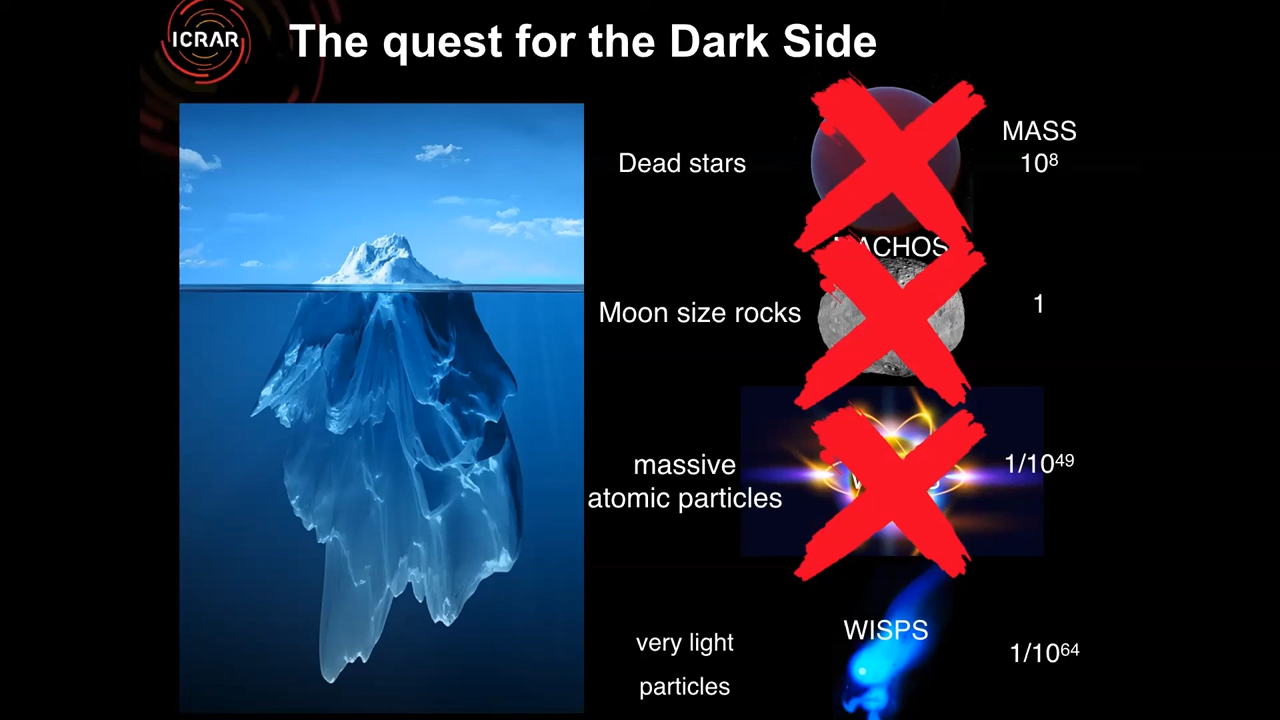 ICRAR
The quest for the Dark Side
MASS
Dead stars
10⁸
MACHOS
Moon size rocks
1
massive
atomic particles
1/10⁴⁹
WISPS
very light
particles
1/10⁶⁴